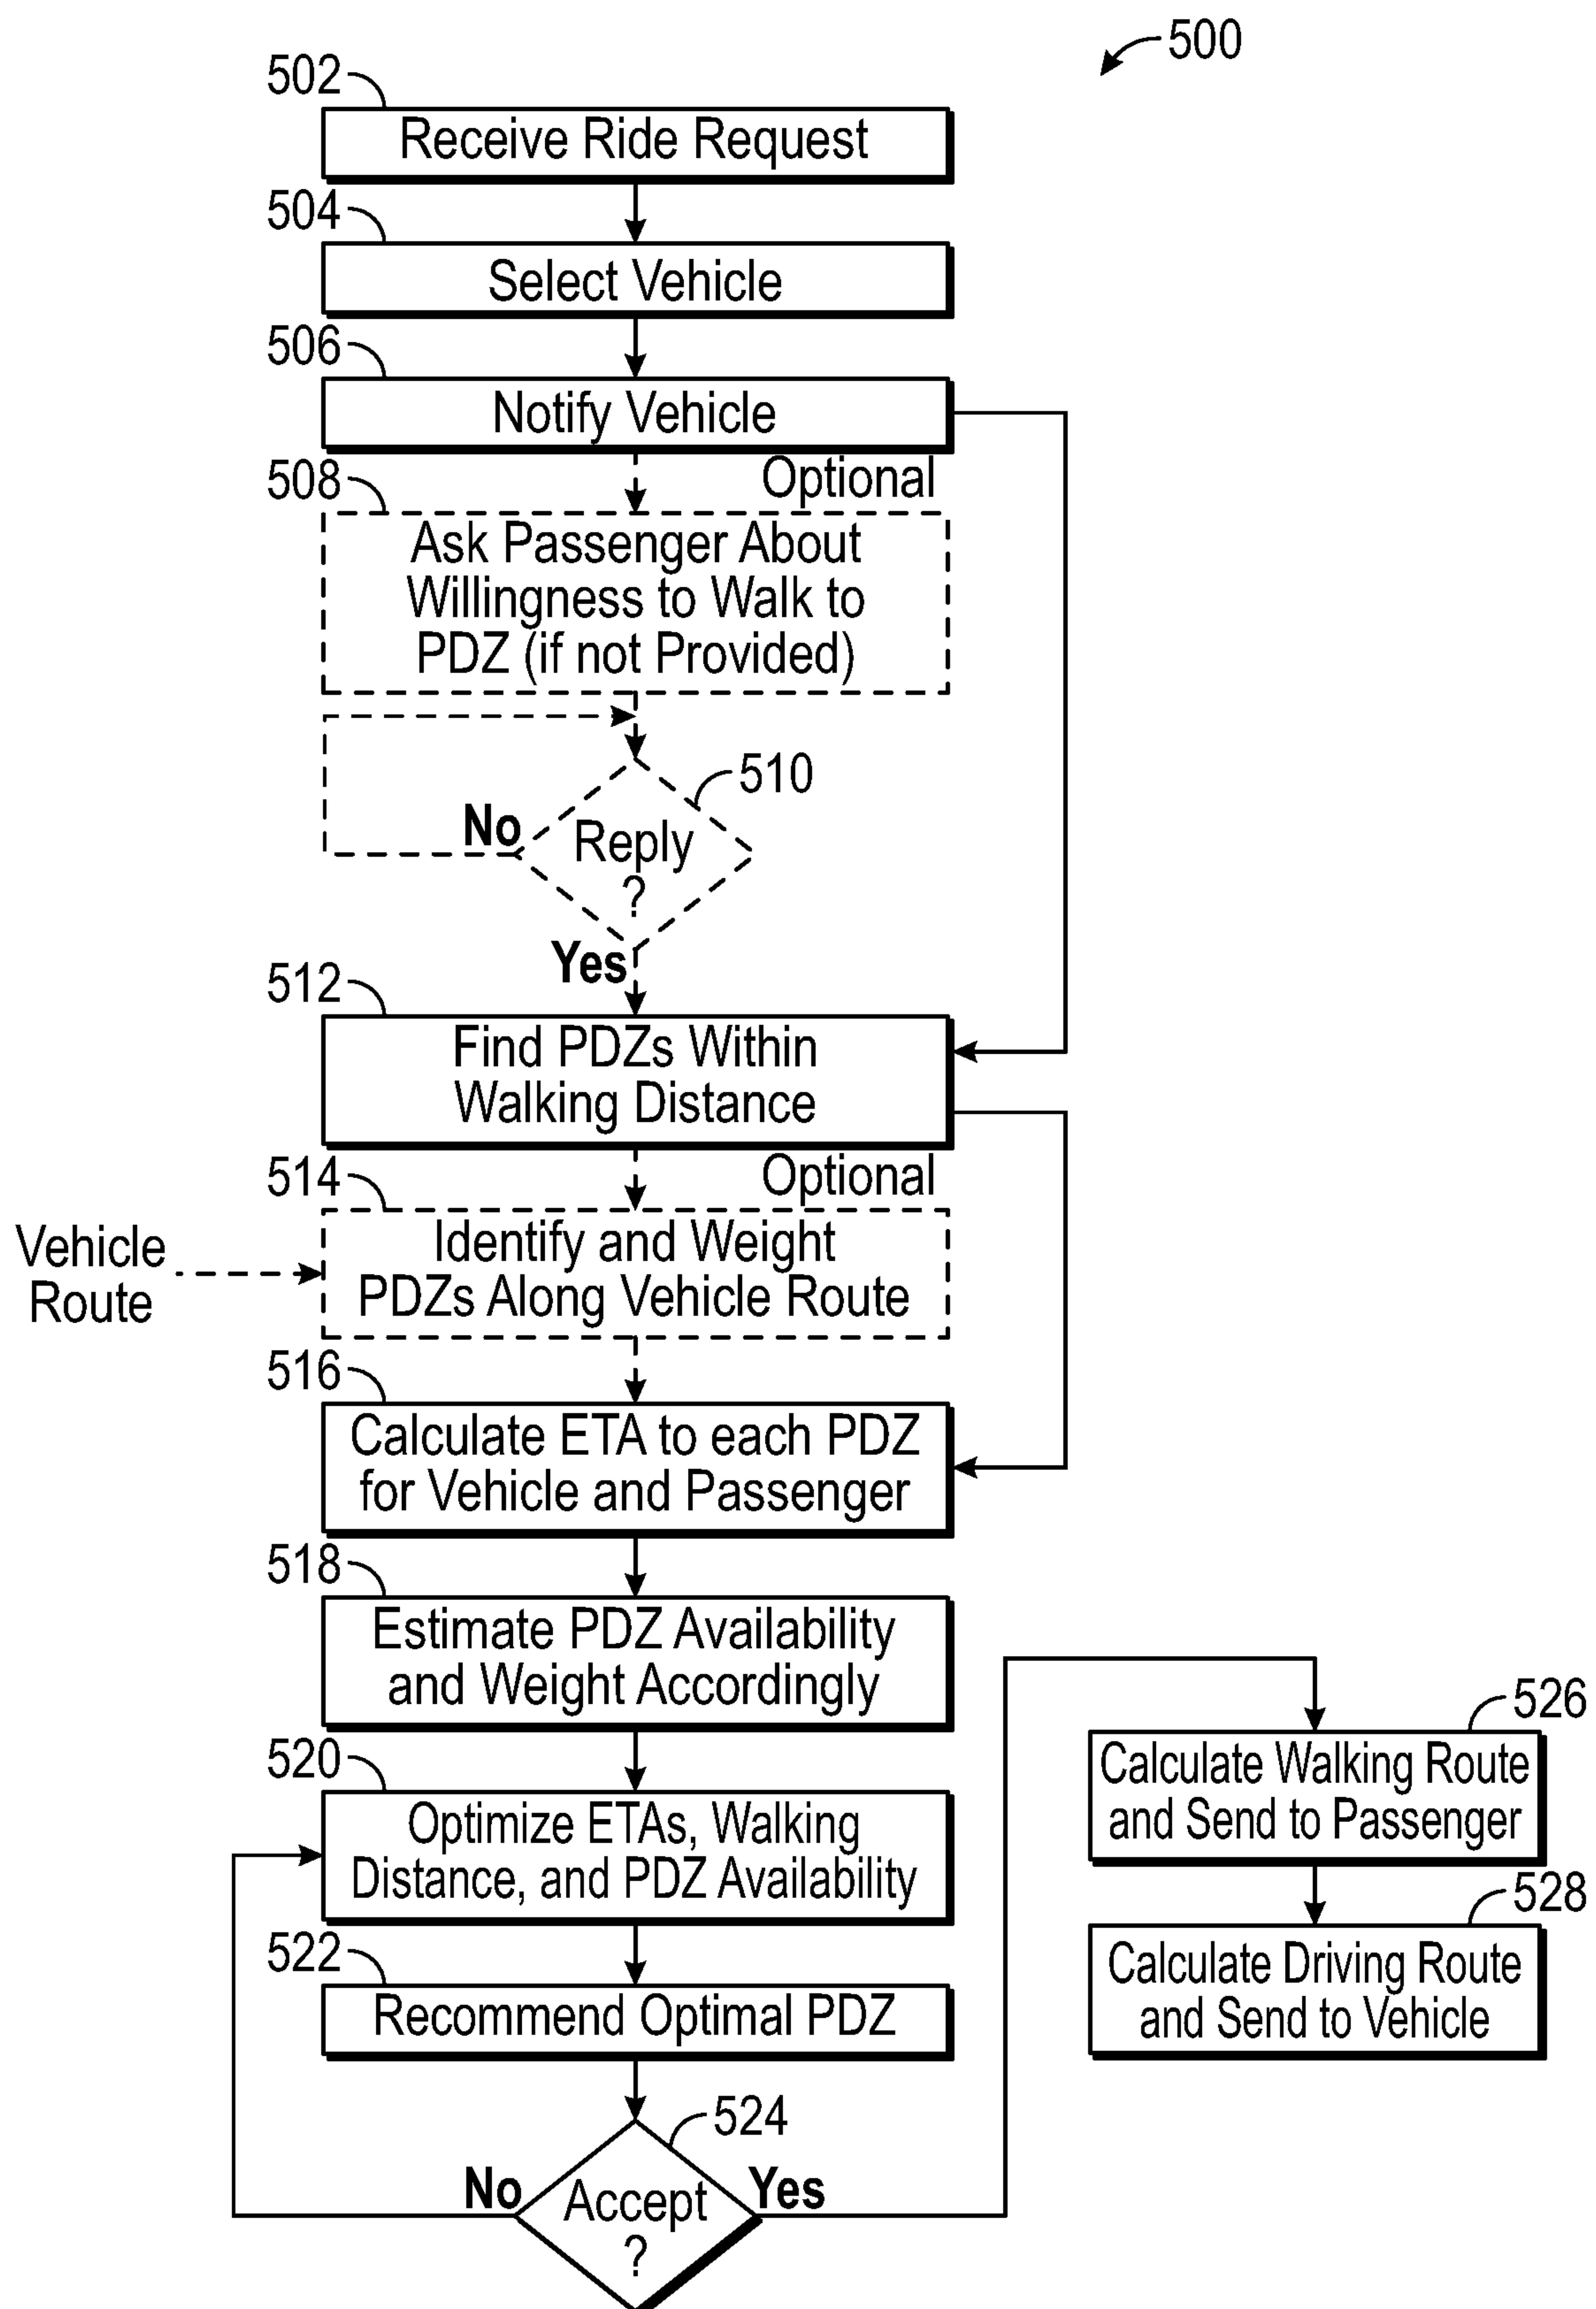 500
502
Receive Ride Request
504
Select Vehicle
506
Notify Vehicle
Optional
508
Ask Passenger About
Willingness to Walk to
PDZ (if not Provided)
510
No
Reply
?
Yes
512
Find PDZs Within
Walking Distance
Optional
514
Vehicle
Route
Identify and Weight
PDZs Along Vehicle Route
516
Calculate ETA to each PDZ
for Vehicle and Passenger
518
Estimate PDZ Availability
and Weight Accordingly
520
Optimize ETAs, Walking
Distance, and PDZ Availability
522
Recommend Optimal PDZ
524
No
Accept
?
Yes
526
Calculate Walking Route
and Send to Passenger
528
Calculate Driving Route
and Send to Vehicle